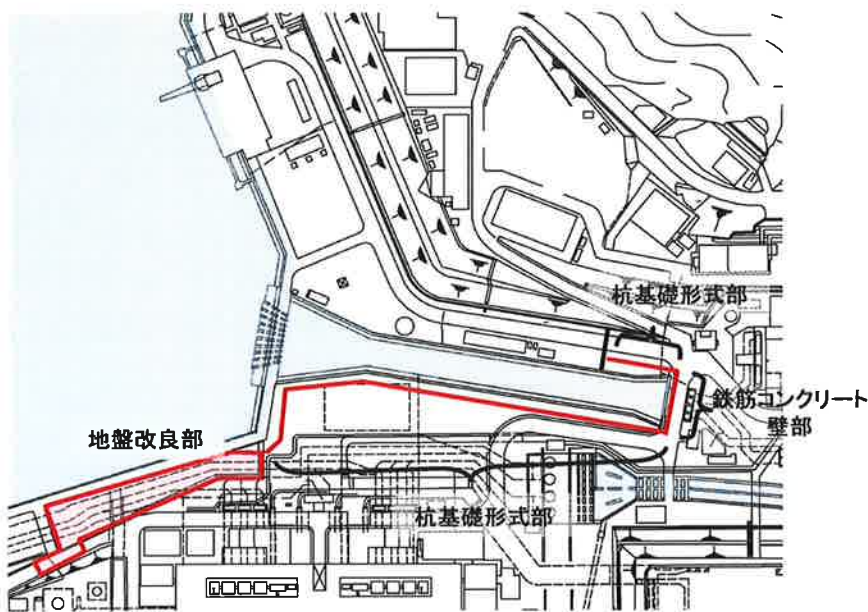 杭基礎形式部
鉄筋コンクリート
壁部
地盤改良部
杭基礎形式部